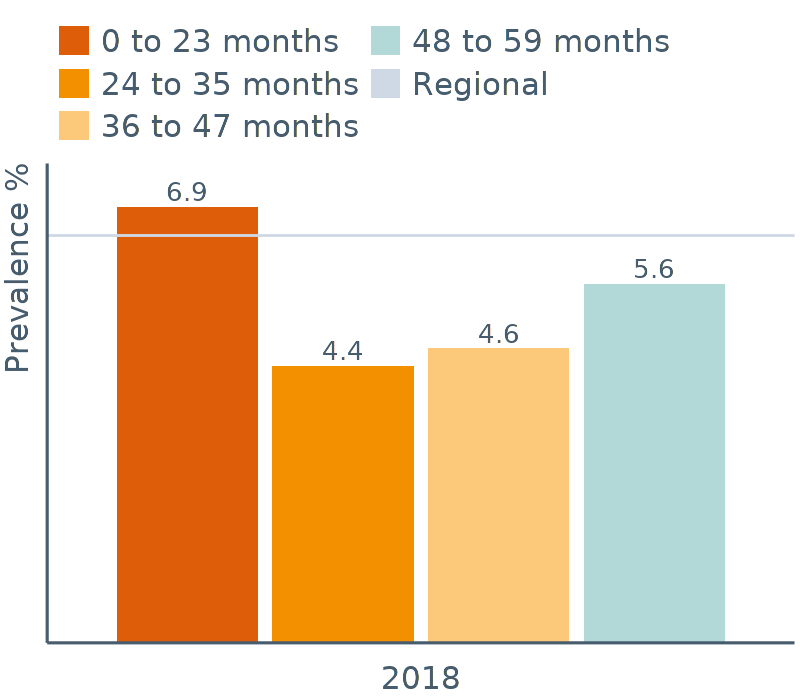 0 to 23 months
24 to 35 months
36 to 47 months
48 to 59 months
Regional
Prevalence %
6.9
4.4
4.6
5.6
2018